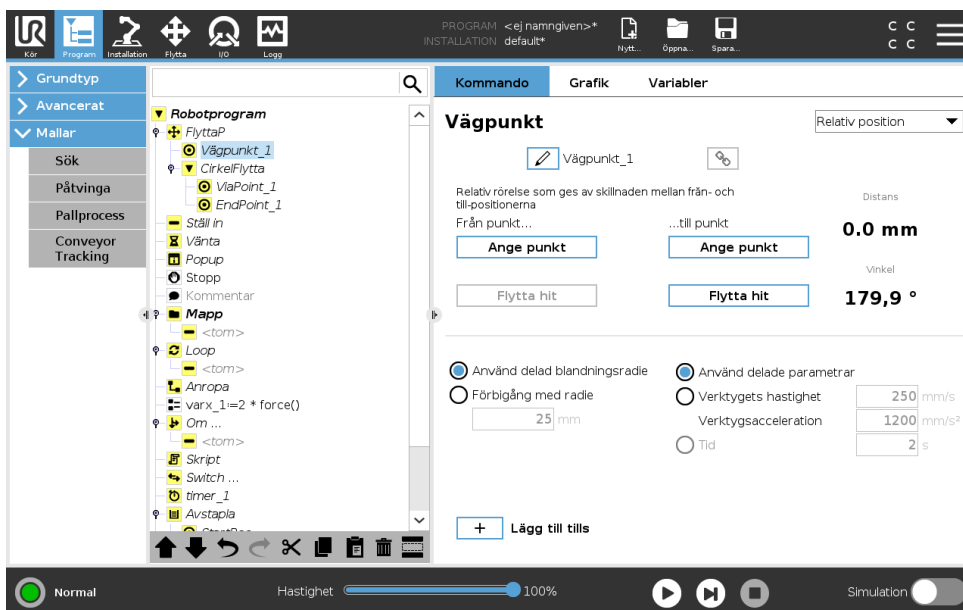 UR
Kör
Program
Installation
Flytta
I/O
Logg
PROGRAM <ej namngiven>*
INSTALLATION default*
Nytt...
Öppna...
Spara...
C C
C C
Grundtyp
Avancerat
Mallar
Sök
Påtvinga
Pallprocess
Conveyor
Tracking
Robotprogram
FlyttaP
Vägpunkt_1
CirkelFlytta
ViaPoint_1
EndPoint_1
Ställ in
Vänta
Popup
Stopp
Kommentar
Mapp
<tom>
Loop
<tom>
Anropa
varx_1:=2 * force()
Om ...
<tom>
Skript
Switch ...
timer_1
Avstapla
StartPos
Kommando Grafik Variabler
Vägpunkt
Relativ position
Vägpunkt_1
Relativ rörelse som ges av skillnaden mellan från- och
till-positionerna
Från punkt... ...till punkt
Ange punkt Ange punkt
Flytta hit Flytta hit
Distans
0.0 mm
Vinkel
179,9 °
Använd delad blandningsradie
Förbigång med radie
25 mm
Använd delade parametrar
Verktygets hastighet 250 mm/s
Verktygsacceleration 1200 mm/s²
Tid 2 s
+ Lägg till tills
Normal
Hastighet 100%
Simulation